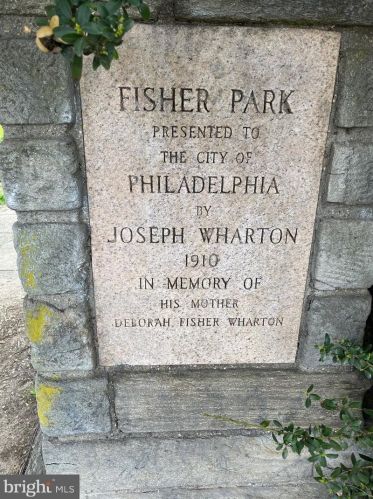 FISHER PARK
PRESENTED TO
THE CITY OF
PHILADELPHIA
BY
JOSEPH WHARTON
1910
IN MEMORY OF
HIS MOTHER
DEBORAH FISHER WHARTON
bright MLS